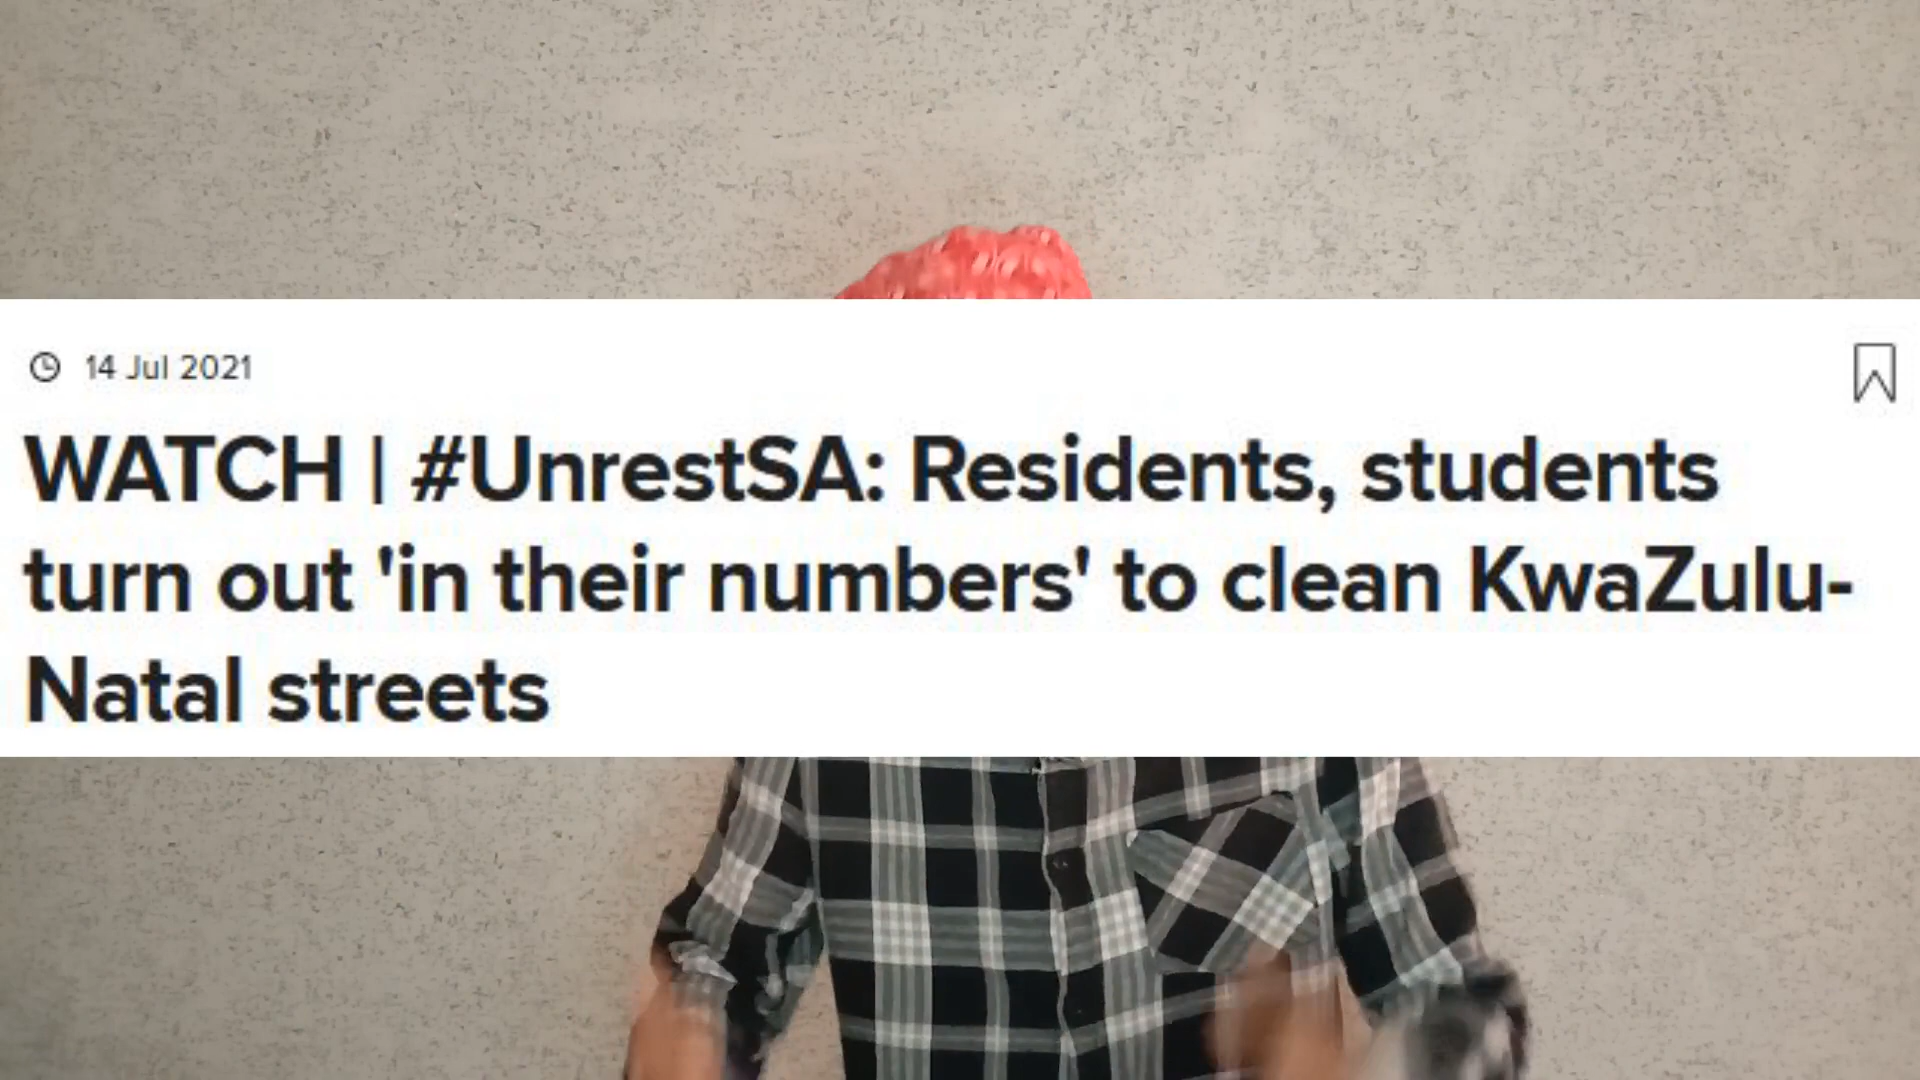 14 Jul 2021
WATCH | #UnrestSA: Residents, students
turn out 'in their numbers' to clean KwaZulu-
Natal streets